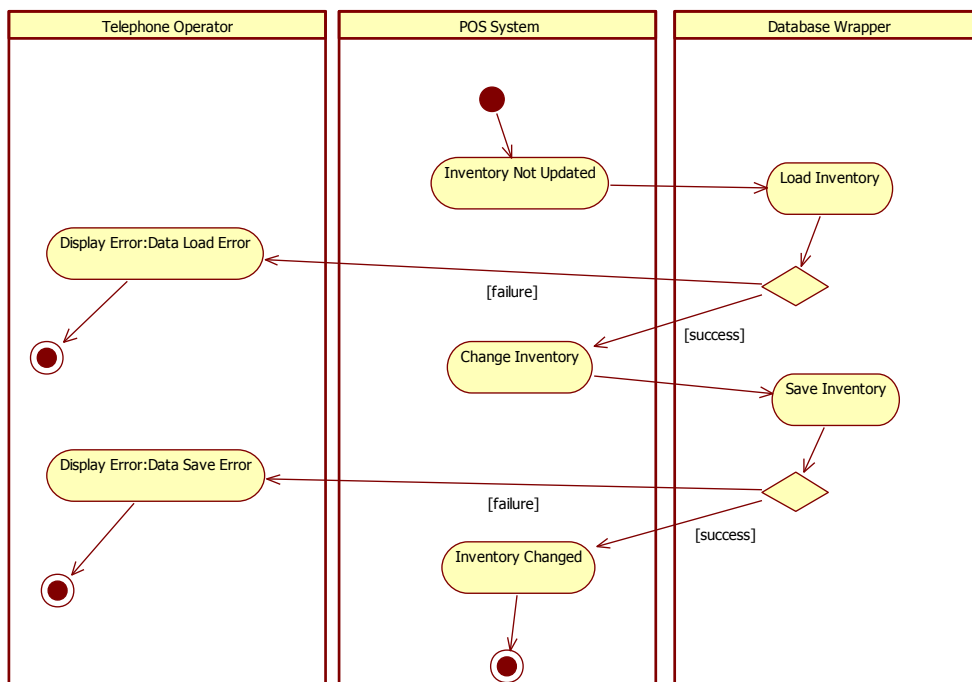 Telephone Operator
POS System
Database Wrapper
Inventory Not Updated
Load Inventory
Display Error:Data Load Error
[failure]
[success]
Change Inventory
Save Inventory
Display Error:Data Save Error
[failure]
[success]
Inventory Changed